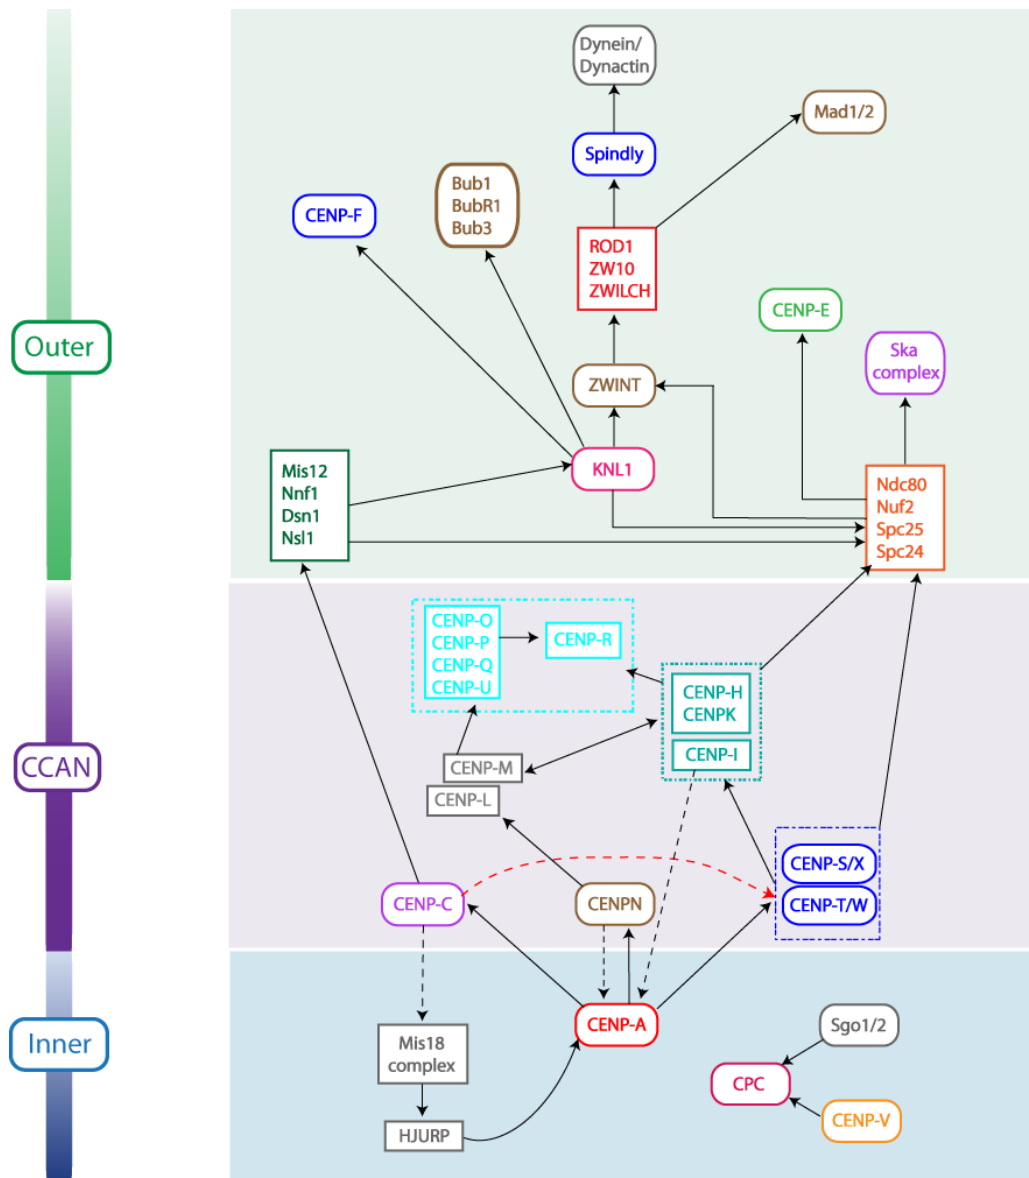 Dynein/
Dynactin
Mad1/2
Spindly
Bub1
BubR1
Bub3
CENP-F
ROD1
ZW10
ZWILCH
CENP-E
Outer
Ska
complex
ZWINT
KNL1
Mis12
Nnf1
Dsn1
Nsl1
Ndc80
Nuf2
Spc25
Spc24
CENP-O
CENP-P
CENP-Q
CENP-U
CENP-R
CENP-H
CENPK
CENP-I
CCAN
CENP-M
CENP-L
CENP-S/X
CENP-T/W
CENP-C
CENPN
Inner
CENP-A
Sgo1/2
Mis18
complex
CPC
CENP-V
HJURP